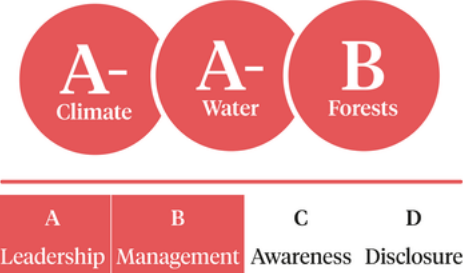 A- A- B
Climate Water Forests
A B C D
Leadership Management Awareness Disclosure